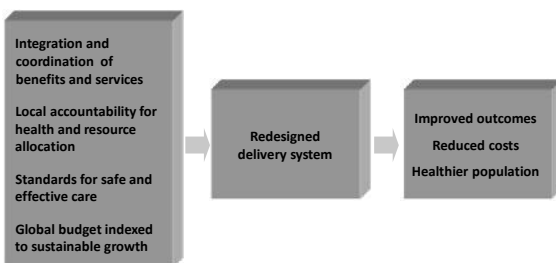 Integration and
coordination of
benefits and services
Local accountability for
health and resource
allocation
Standards for safe and
effective care
Global budget indexed
to sustainable growth
Redesigned
delivery system
Improved outcomes
Reduced costs
Healthier population